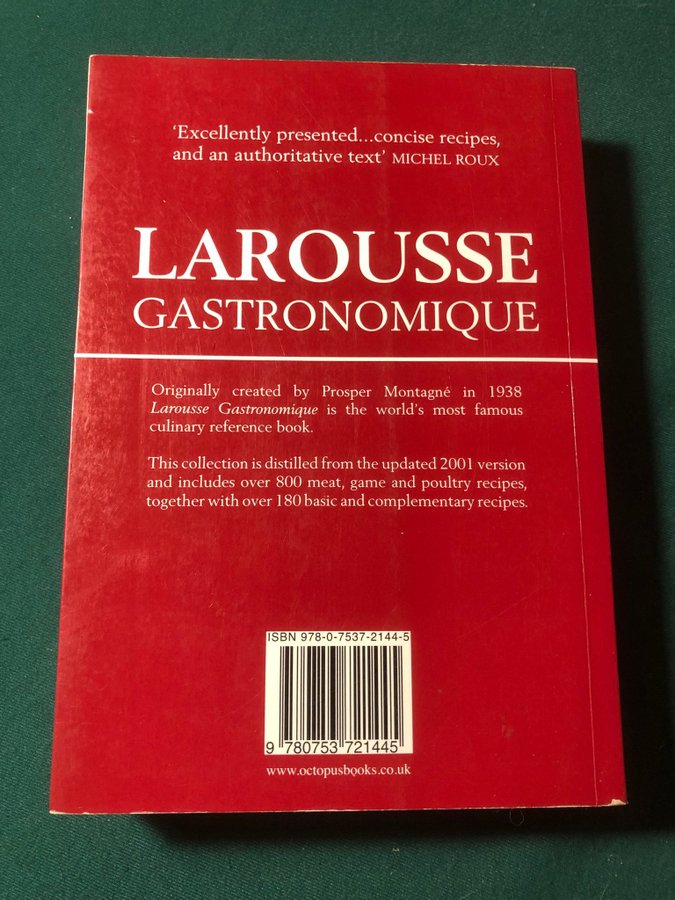 ‘Excellently presented...concise recipes,
and an authoritative text’ MICHEL ROUX
LAROUSSE
GASTRONOMIQUE
Originally created by Prosper Montagné in 1938
Larousse Gastronomique is the world’s most famous
culinary reference book.
This collection is distilled from the updated 2001 version
and includes over 800 meat, game and poultry recipes,
together with over 180 basic and complementary recipes.
ISBN 978-0-7537-2144-5
9 780753 721445
www.octopusbooks.co.uk